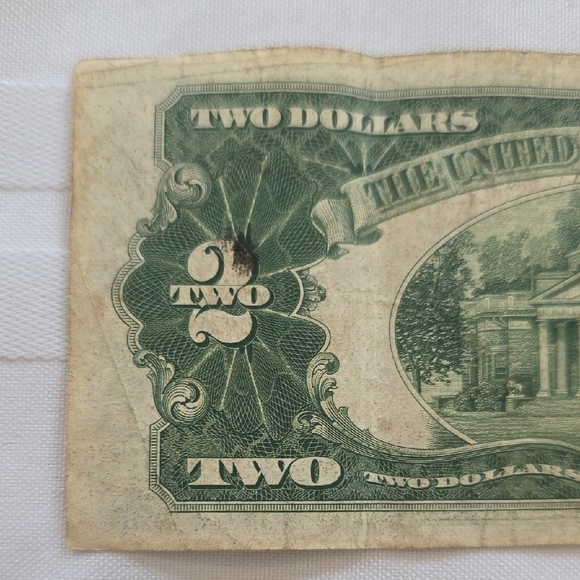 TWO DOLLARS
THE UNITED
2
TWO
TWO
TWO DOLLARS